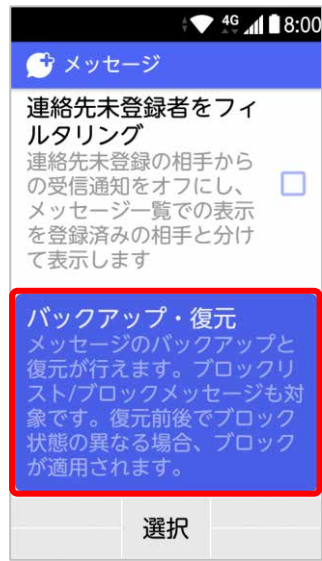 4G 8:00
メッセージ
連絡先未登録者をフィ
ルタリング
連絡先未登録の相手から
の受信通知をオフにし、
メッセージ一覧での表示
を登録済みの相手と分け
て表示します
バックアップ・復元
メッセージのバックアップと
復元が行えます。ブロックリ
スト/ブロックメッセージも対
象です。復元前後でブロック
状態の異なる場合、ブロック
が適用されます。
選択